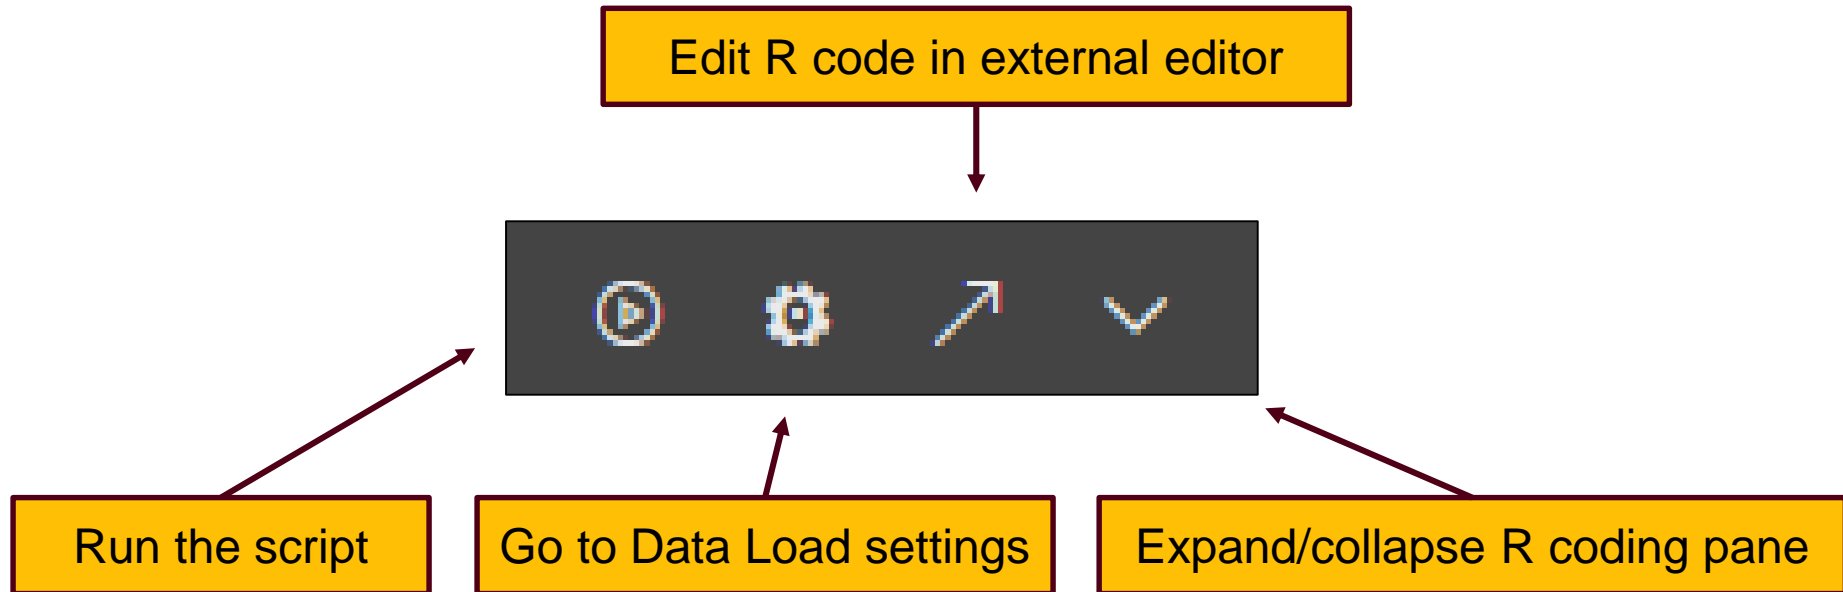 Edit R code in external editor
Run the script
Go to Data Load settings
Expand/collapse R coding pane